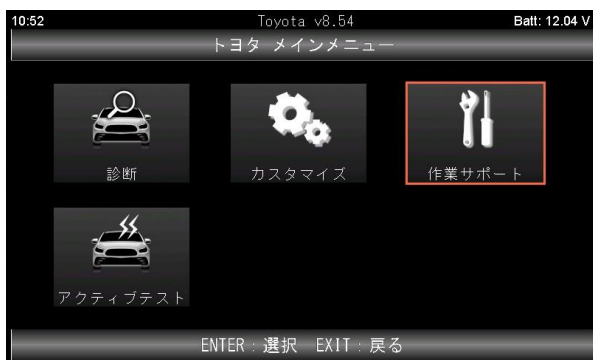 10:52 Toyota v8.54 Batt: 12.04 V
トヨタ メインメニュー
診断 カスタマイズ 作業サポート
アクティブテスト
ENTER：選択 EXIT：戻る